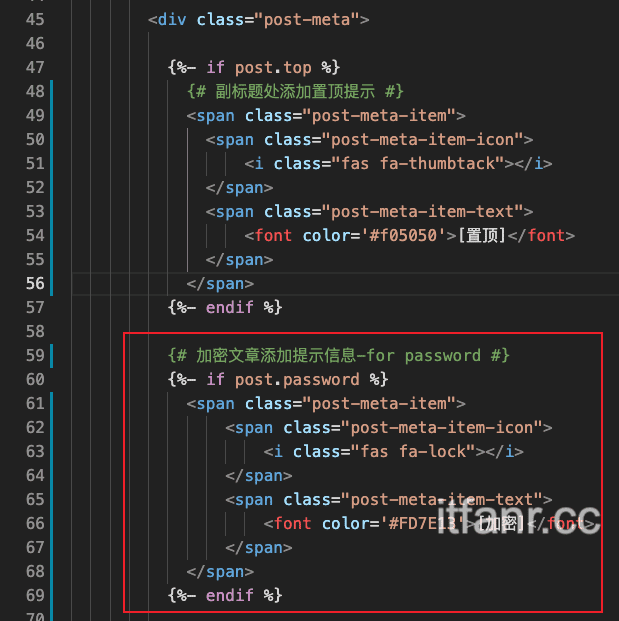 45 <div class="post-meta">
46
47 {%- if post.top %}
48 {# 副标题处添加置顶提示 #}
49 <span class="post-meta-item">
50 <span class="post-meta-item-icon">
51 <i class="fas fa-thumbtack"></i>
52 </span>
53 <span class="post-meta-item-text">
54 <font color='#f05050'>[置顶]</font>
55 </span>
56 </span>
57 {%- endif %}
58
59 {# 加密文章添加提示信息-for password #}
60 {%- if post.password %}
61 <span class="post-meta-item">
62 <span class="post-meta-item-icon">
63 <i class="fas fa-lock"></i>
64 </span>
65 <span class="post-meta-item-text">
66 <font color='#FD7E13'>[加密]</font>
67 </span>
68 </span>
69 {%- endif %}
70
itfanr.cc